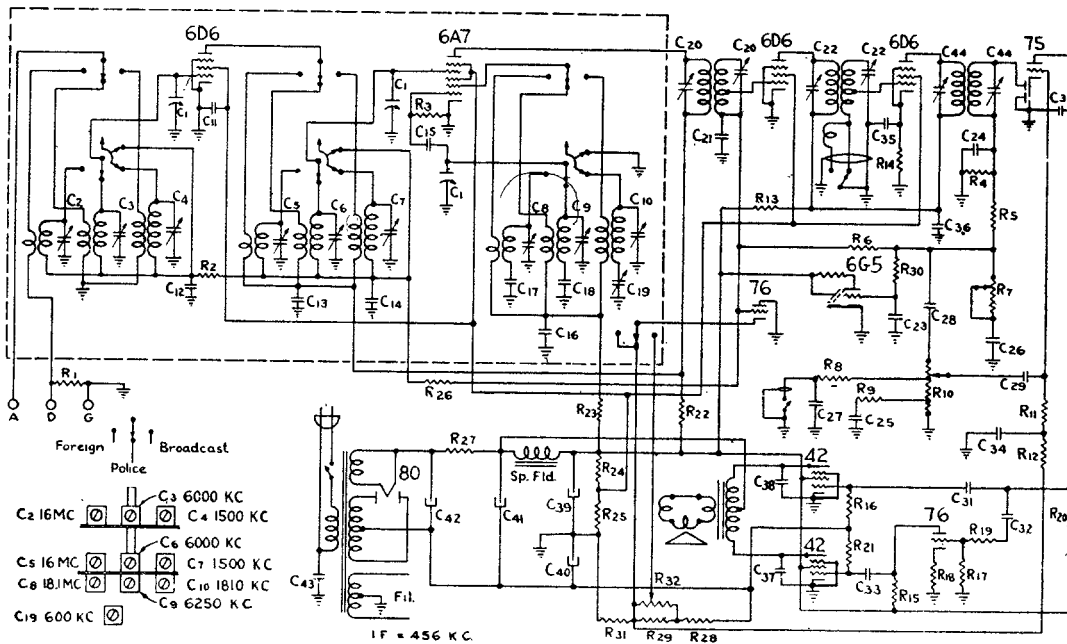 6D6
6A7
C20 C20 6D6 C22 C22 6D6 C44 C44 75
C1 C11 C1 R3 C15 C1 C21 C35 R14 C24 R4 C3
C2 C3 C4 C5 C6 C7 C8 C9 C10 R13 C36 R5
R2 R6 6G5 R30 R7
C12 C13 C14 C17 C18 C19 76 C23 C28
C16 C26
R1 R26 R8 R9 R10 C29
A D G R23 R22 C27 C25 R11
Foreign Broadcast
Police
R27 80 Sp. Fld. R24 42 C34 R12
C3 6000 KC
C2 16MC C4 1500 KC
C42 C41 C39 R25 C38 R16 C31 C32 R20
C6 6000 KC
C5 16MC C7 1500 KC
C8 18.1MC C10 1810 KC
C9 6250 KC
C43 C40 R32 C37 42 R21 C33 76 R19
Fil. R15 R18 R17
C19 600 KC
R31 R29 R28
IF = 456 KC.